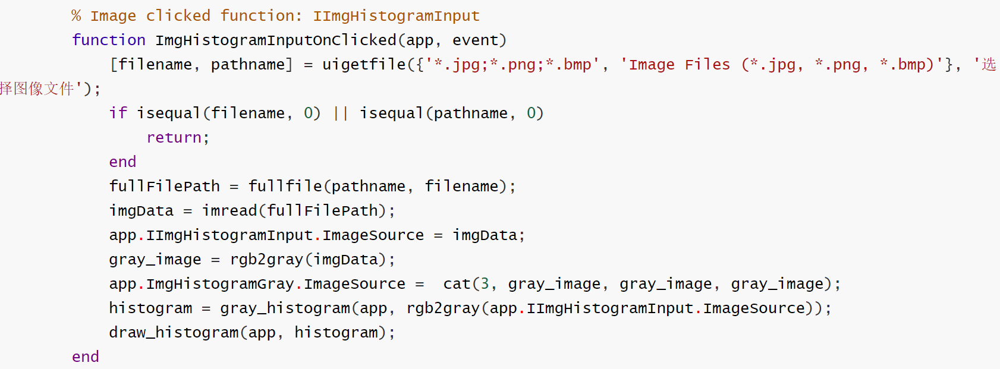 % Image clicked function: IImgHistogramInput
function ImgHistogramInputOnClicked(app, event)
[filename, pathname] = uigetfile({'*.jpg;*.png;*.bmp', 'Image Files (*.jpg, *.png, *.bmp)'}, '选
择图像文件');
if isequal(filename, 0) || isequal(pathname, 0)
return;
end
fullFilePath = fullfile(pathname, filename);
imgData = imread(fullFilePath);
app.IImgHistogramInput.ImageSource = imgData;
gray_image = rgb2gray(imgData);
app.ImgHistogramGray.ImageSource =  cat(3, gray_image, gray_image, gray_image);
histogram = gray_histogram(app, rgb2gray(app.IImgHistogramInput.ImageSource));
draw_histogram(app, histogram);
end